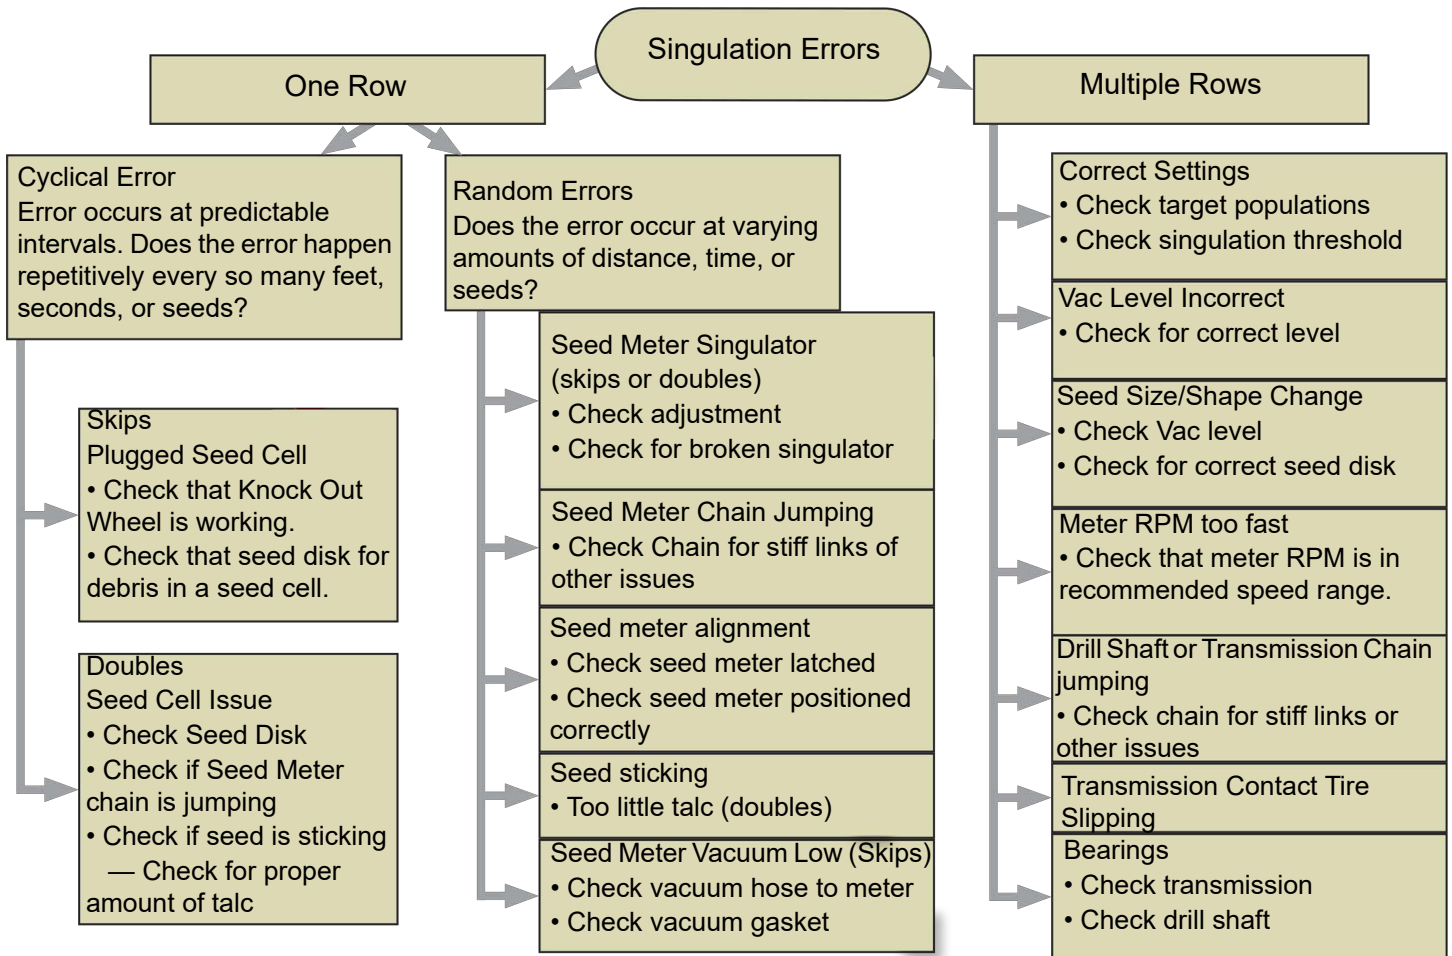 Singulation Errors
One Row
Cyclical Error
Error occurs at predictable
intervals. Does the error happen
repetitively every so many feet,
seconds, or seeds?
Skips
Plugged Seed Cell
• Check that Knock Out
Wheel is working.
• Check that seed disk for
debris in a seed cell.
Doubles
Seed Cell Issue
• Check Seed Disk
• Check if Seed Meter
chain is jumping
• Check if seed is sticking
— Check for proper
amount of talc
Random Errors
Does the error occur at varying
amounts of distance, time, or
seeds?
Seed Meter Singulator
(skips or doubles)
• Check adjustment
• Check for broken singulator
Seed Meter Chain Jumping
• Check Chain for stiff links of
other issues
Seed meter alignment
• Check seed meter latched
• Check seed meter positioned
correctly
Seed sticking
• Too little talc (doubles)
Seed Meter Vacuum Low (Skips)
• Check vacuum hose to meter
• Check vacuum gasket
Multiple Rows
Correct Settings
• Check target populations
• Check singulation threshold
Vac Level Incorrect
• Check for correct level
Seed Size/Shape Change
• Check Vac level
• Check for correct seed disk
Meter RPM too fast
• Check that meter RPM is in
recommended speed range.
Drill Shaft or Transmission Chain
jumping
• Check chain for stiff links or
other issues
Transmission Contact Tire
Slipping
Bearings
• Check transmission
• Check drill shaft